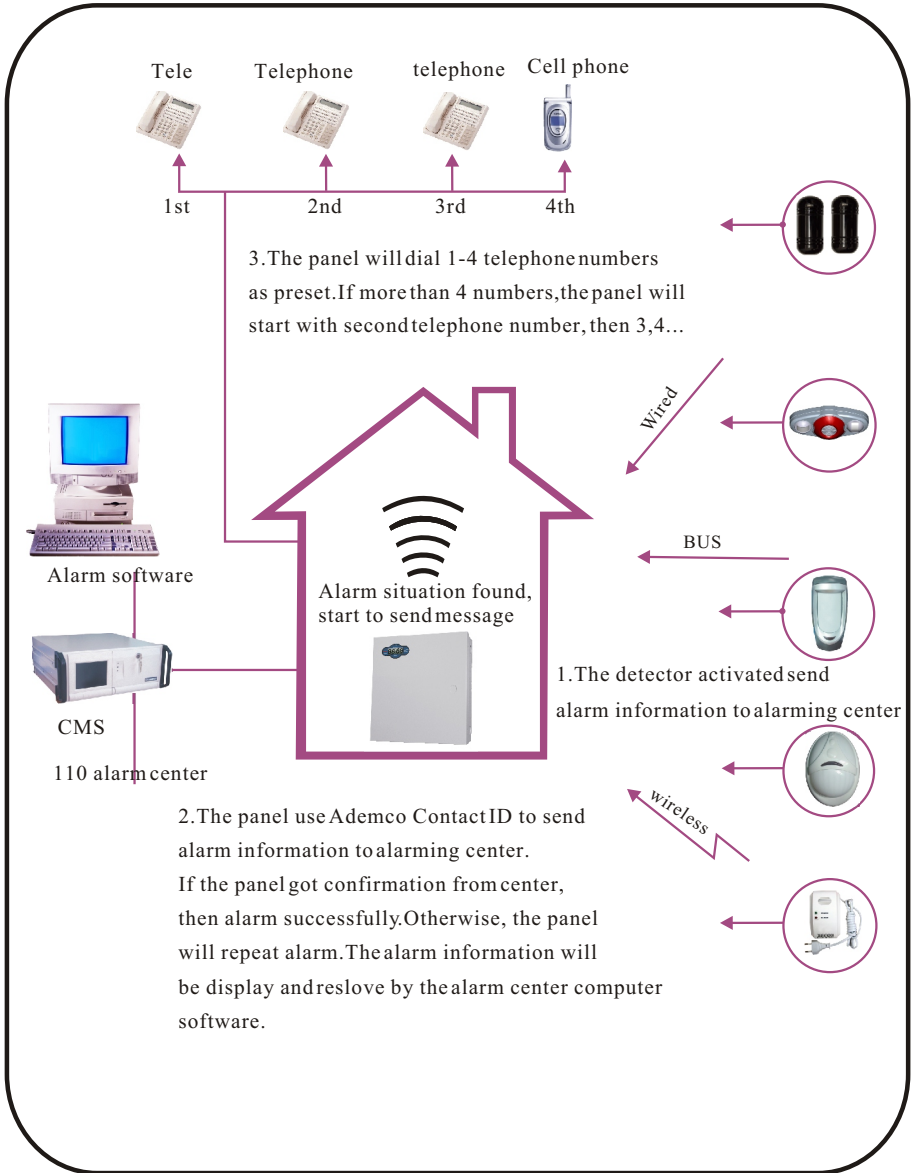 Tele Telephone telephone Cell phone
1st 2nd 3rd 4th
3.The panel will dial 1-4 telephone numbers
as preset.If more than 4 numbers,the panel will
start with second telephone number, then 3,4...
Wired
BUS
Alarm software
Alarm situation found,
start to send message
1.The detector activated send
alarm information to alarming center
CMS
110 alarm center
wireless
2.The panel use Ademco Contact ID to send
alarm information to alarming center.
If the panel got confirmation from center,
then alarm successfully.Otherwise, the panel
will repeat alarm.The alarm information will
be display and reslove by the alarm center computer
software.